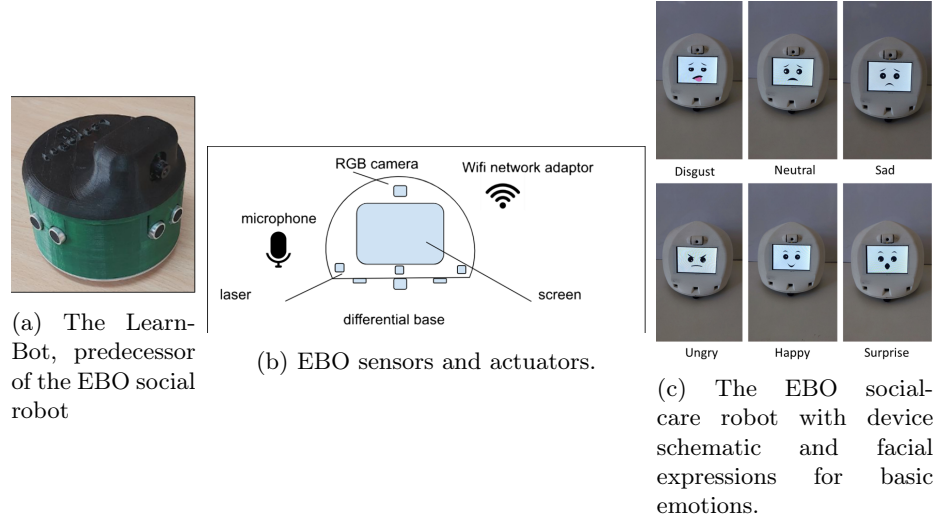 (a) The Learn-
Bot, predecessor
of the EBO social
robot
RGB camera
Wifi network adaptor
microphone
laser
screen
differential base
(b) EBO sensors and actuators.
Disgust
Neutral
Sad
Ungry
Happy
Surprise
(c) The EBO social-
care robot with device
schematic and facial
expressions for basic
emotions.